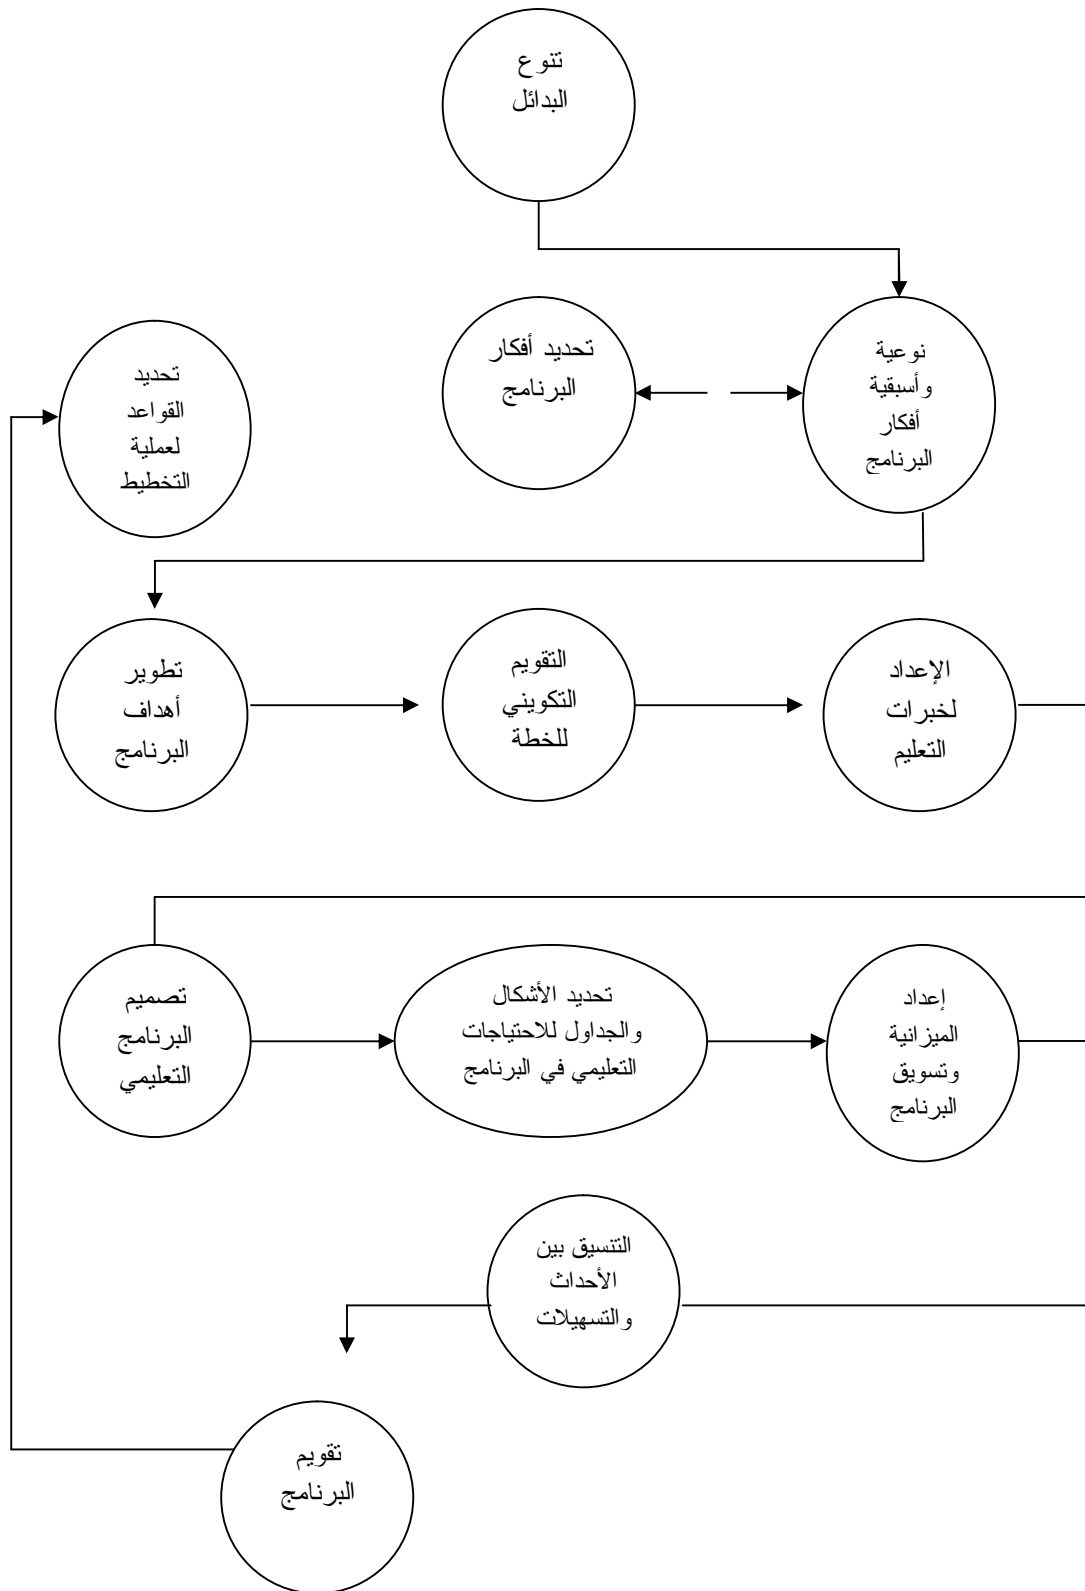 تنوع
البدائل
تحديد
القواعد
لعملية
التخطيط
تحديد أفكار
البرنامج
نوعية
وأسبقية
أفكار
البرنامج
تطوير
أهداف
البرنامج
التقويم
التكويني
للخطة
الإعداد
لخبرات
التعليم
تصميم
البرنامج
التعليمي
تحديد الأشكال
والجداول للاحتياجات
التعليمي في البرنامج
إعداد
الميزانية
وتسويق
البرنامج
التنسيق بين
الأحداث
والتسهيلات
تقويم
البرنامج